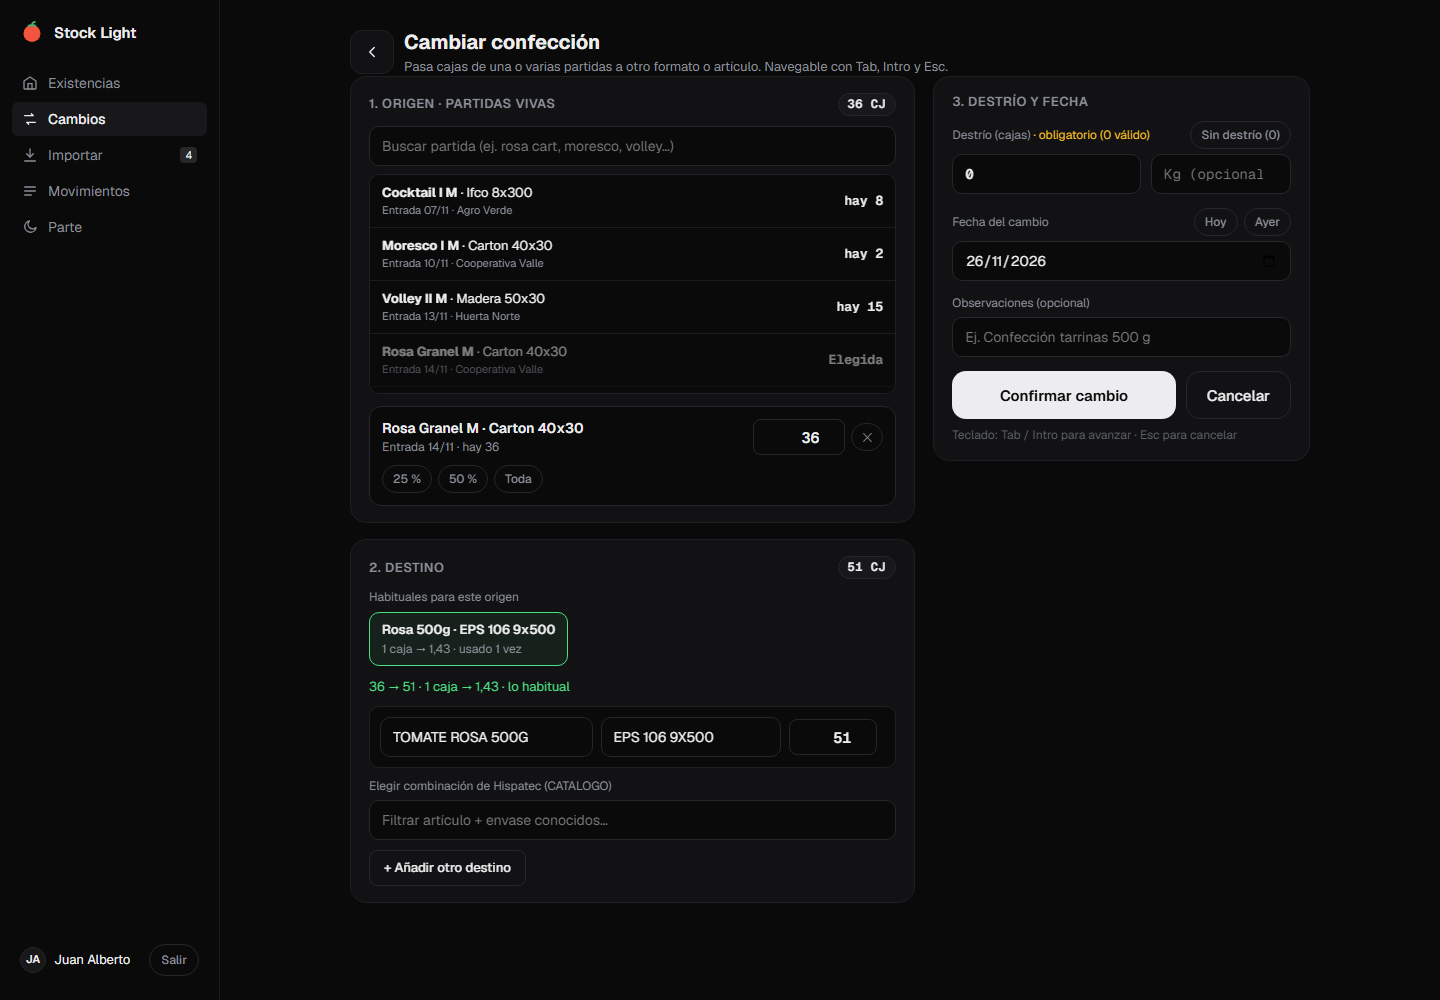 Stock Light
Existencias
Cambios
Importar 4
Movimientos
Parte
JA Juan Alberto Salir
Cambiar confección
Pasa cajas de una o varias partidas a otro formato o artículo. Navegable con Tab, Intro y Esc.
1. ORIGEN · PARTIDAS VIVAS 36 CJ
Buscar partida (ej. rosa cart, moresco, volley...)
Cocktail I M · Ifco 8x300
Entrada 07/11 · Agro Verde
hay 8
Moresco I M · Carton 40x30
Entrada 10/11 · Cooperativa Valle
hay 2
Volley II M · Madera 50x30
Entrada 13/11 · Huerta Norte
hay 15
Rosa Granel M · Carton 40x30
Entrada 14/11 · Cooperativa Valle
Elegida
Rosa Granel M · Carton 40x30
Entrada 14/11 · hay 36
36
25 % 50 % Toda
2. DESTINO 51 CJ
Habituales para este origen
Rosa 500g · EPS 106 9x500
1 caja → 1,43 · usado 1 vez
36 → 51 · 1 caja → 1,43 · lo habitual
TOMATE ROSA 500G EPS 106 9X500 51
Elegir combinación de Hispatec (CATALOGO)
Filtrar artículo + envase conocidos...
+ Añadir otro destino
3. DESTRÍO Y FECHA
Destrío (cajas) · obligatorio (0 válido) Sin destrío (0)
0 Kg (opcional
Fecha del cambio Hoy Ayer
26/11/2026
Observaciones (opcional)
Ej. Confección tarrinas 500 g
Confirmar cambio Cancelar
Teclado: Tab / Intro para avanzar · Esc para cancelar